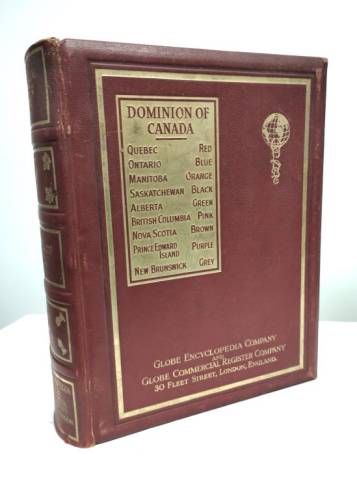 DOMINION OF
CANADA
QUEBEC RED
ONTARIO BLUE
MANITOBA ORANGE
SASKATCHEWAN BLACK
ALBERTA GREEN
BRITISH COLUMBIA PINK
NOVA SCOTIA BROWN
PRINCE EDWARD
ISLAND PURPLE
NEW BRUNSWICK GREY
GLOBE ENCYCLOPEDIA COMPANY
AND
GLOBE COMMERCIAL REGISTER COMPANY
30 FLEET STREET, LONDON, ENGLAND.